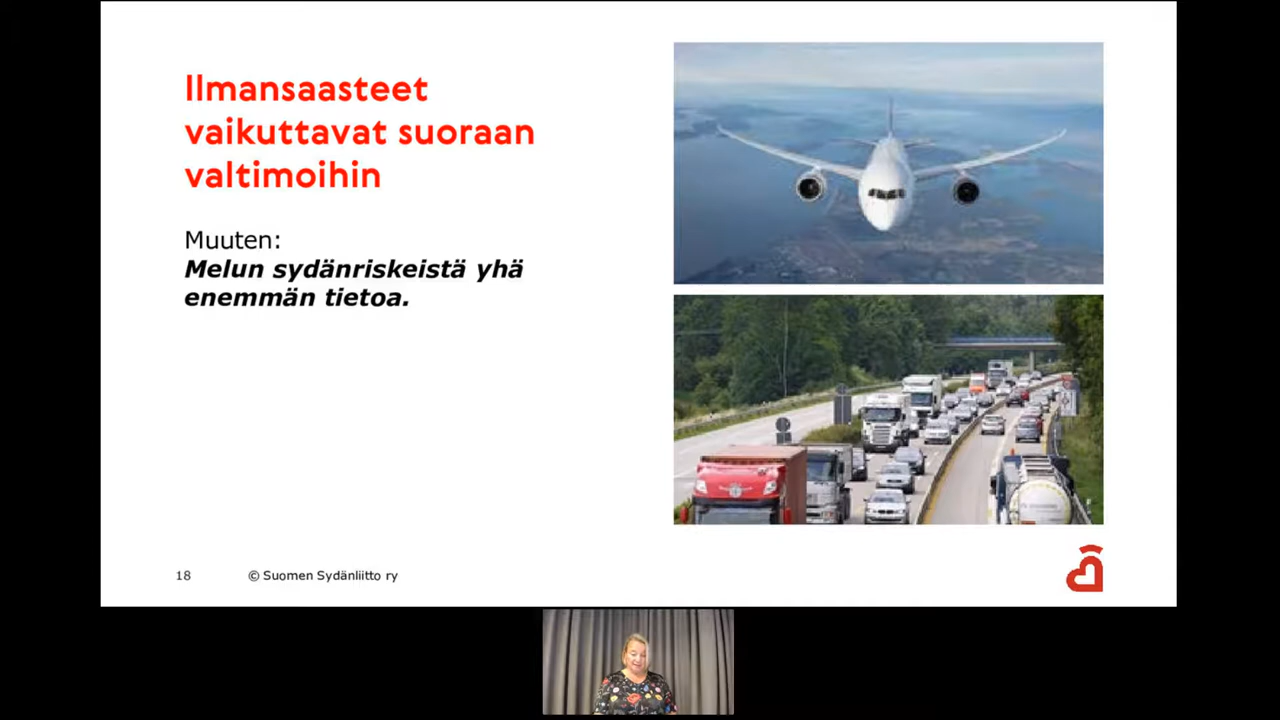 Ilmansaasteet
vaikuttavat suoraan
valtimoihin
Muuten:
Melun sydänriskeistä yhä
enemmän tietoa.
18
© Suomen Sydänliitto ry